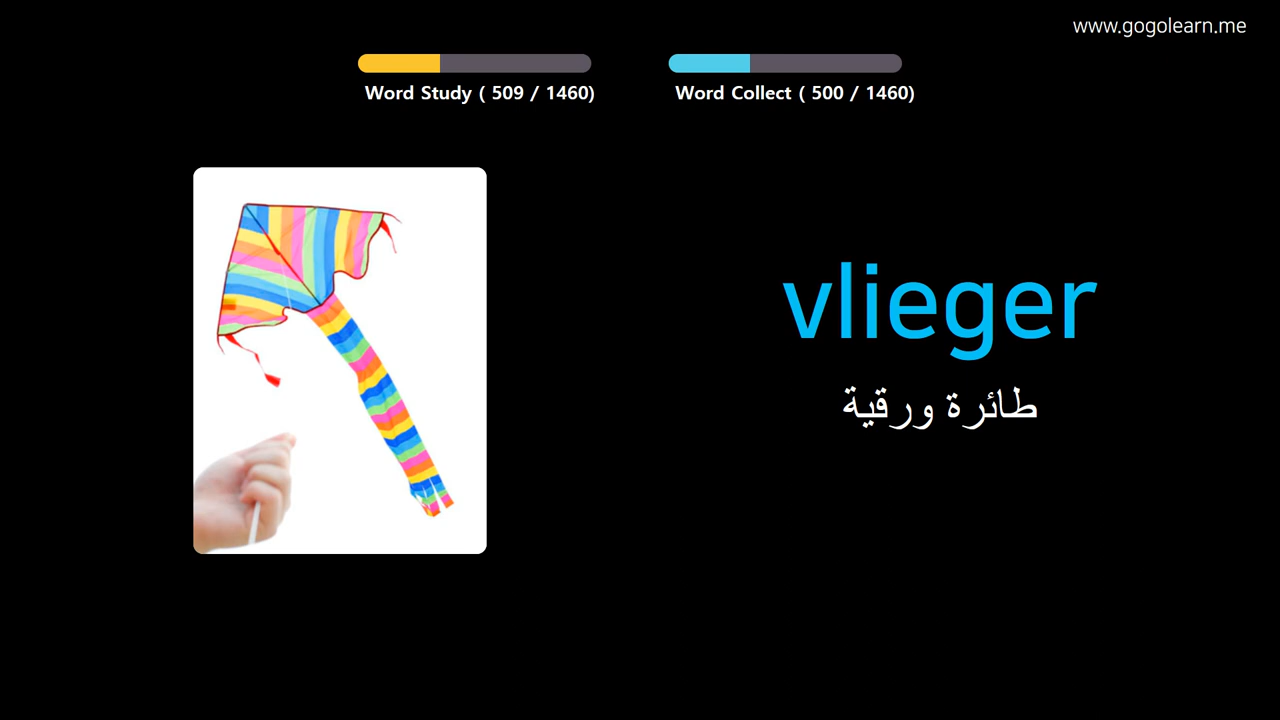 www.gogolearn.me
Word Study ( 509 / 1460)
Word Collect ( 500 / 1460)
vlieger
طائرة ورقية